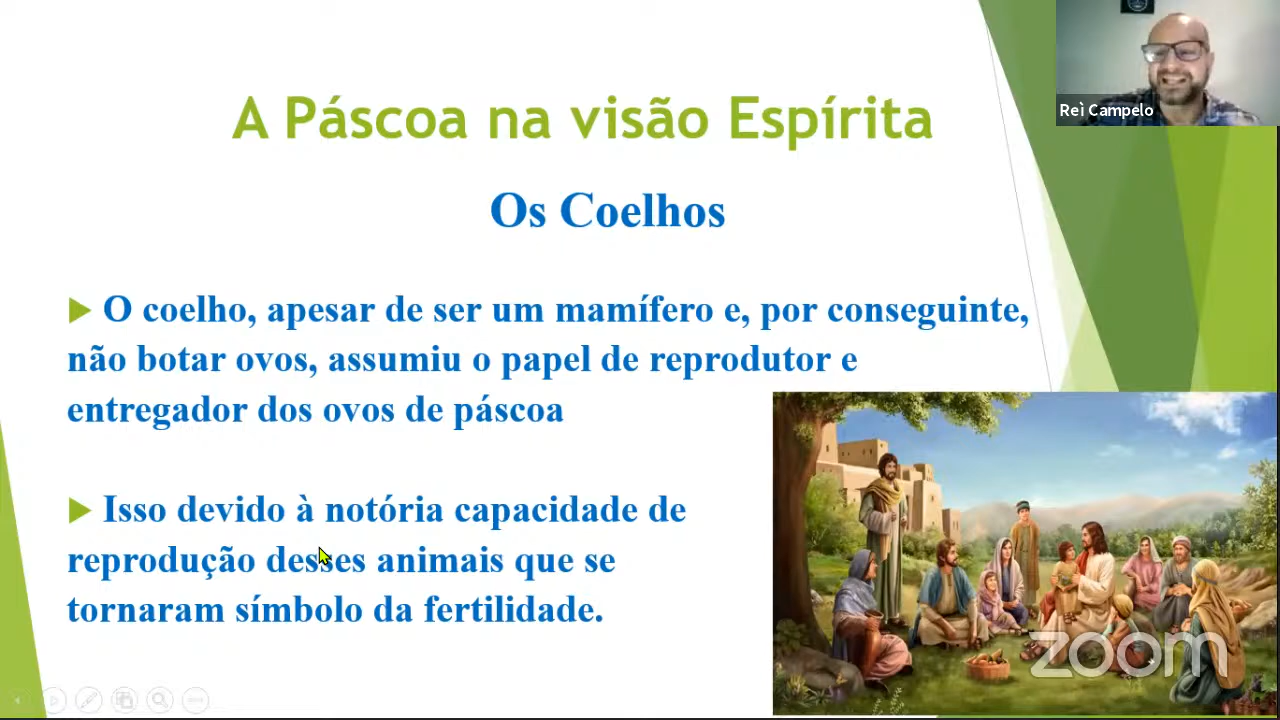 A Páscoa na visão Espírita
Reì Campelo
Os Coelhos
O coelho, apesar de ser um mamífero e, por conseguinte,
não botar ovos, assumiu o papel de reprodutor e
entregador dos ovos de páscoa
Isso devido à notória capacidade de
reprodução desses animais que se
tornaram símbolo da fertilidade.
zoom